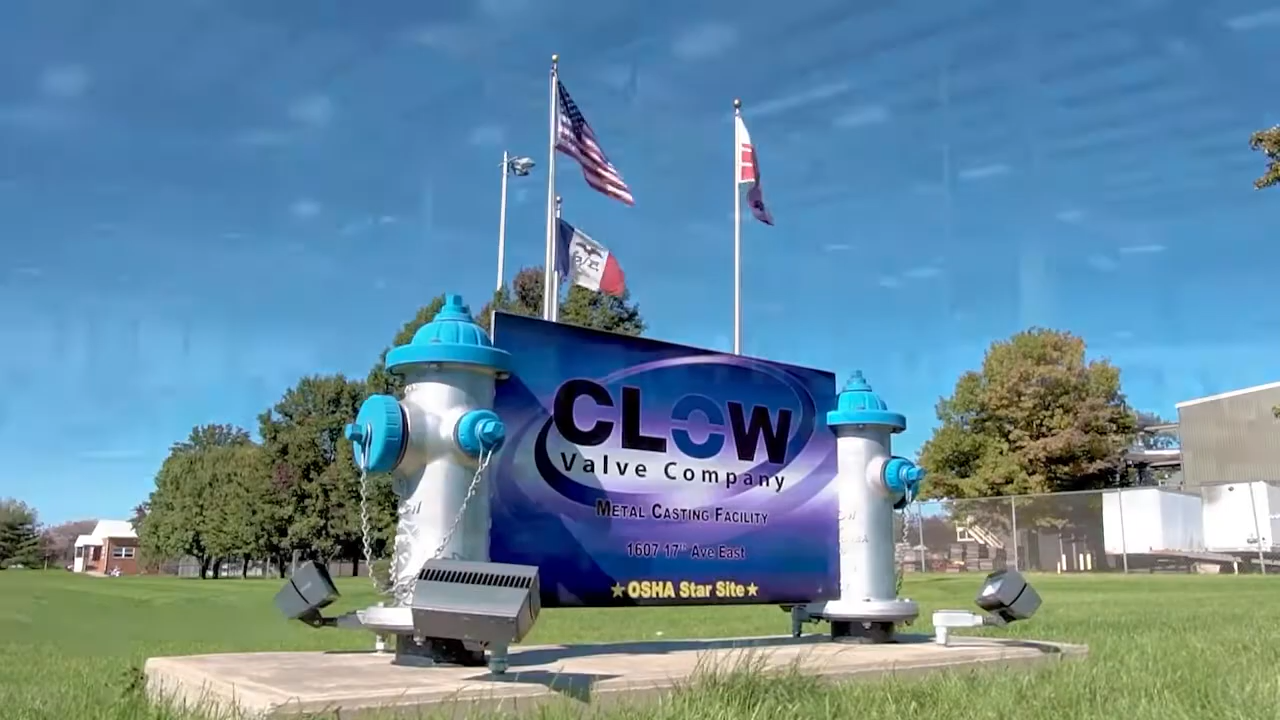 CLOW
Valve Company
METAL CASTING FACILITY
1607 17th Ave East
★OSHA Star Site★